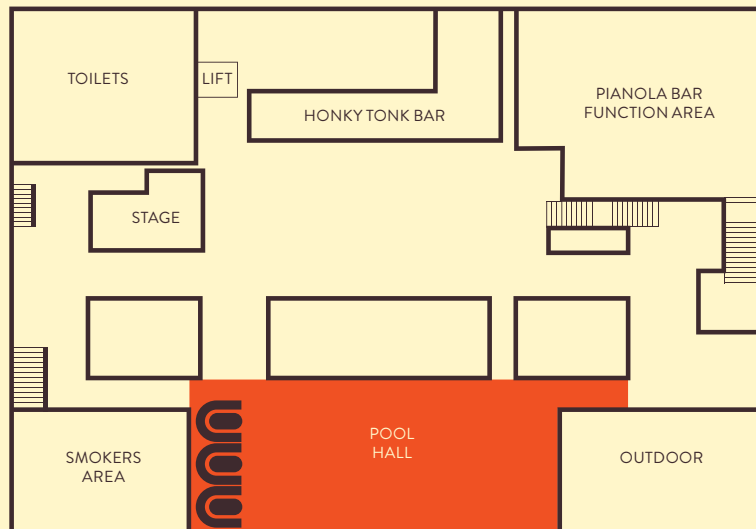 TOILETS
LIFT
HONKY TONK BAR
PIANOLA BAR
FUNCTION AREA
STAGE
POOL
HALL
SMOKERS
AREA
OUTDOOR